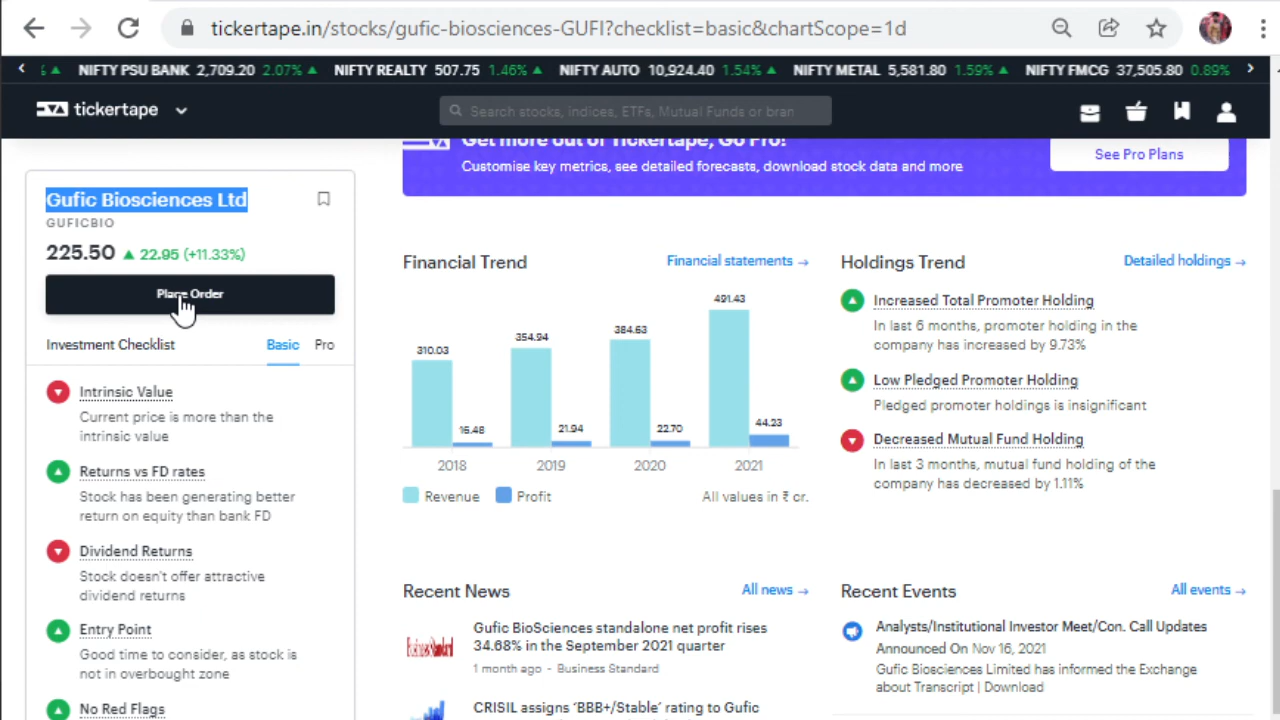 tickertape.in/stocks/gufic-biosciences-GUFI?checklist=basic&chartScope=1d
NIFTY PSU BANK 2,709.20 2.07% NIFTY REALTY 507.75 1.46% NIFTY AUTO 10,924.40 1.54% NIFTY METAL 5,581.80 1.59% NIFTY FMCG 37,505.80 0.89%
tickertape
Search stocks, indices, ETFs, Mutual Funds or bran
Get more out of Tickertape, Go Pro!
Customise key metrics, see detailed forecasts, download stock data and more
See Pro Plans
Gufic Biosciences Ltd
GUFICBIO
225.50 22.95 (+11.33%)
Place Order
Investment Checklist Basic Pro
Intrinsic Value
Current price is more than the
intrinsic value
Returns vs FD rates
Stock has been generating better
return on equity than bank FD
Dividend Returns
Stock doesn't offer attractive
dividend returns
Entry Point
Good time to consider, as stock is
not in overbought zone
No Red Flags
Financial Trend Financial statements →
310.03 354.94 384.63 491.43
15.48 21.94 22.70 44.23
2018 2019 2020 2021
Revenue Profit All values in ₹ cr.
Holdings Trend Detailed holdings →
Increased Total Promoter Holding
In last 6 months, promoter holding in the
company has increased by 9.73%
Low Pledged Promoter Holding
Pledged promoter holdings is insignificant
Decreased Mutual Fund Holding
In last 3 months, mutual fund holding of the
company has decreased by 1.11%
Recent News All news →
Business Standard
Gufic BioSciences standalone net profit rises
34.68% in the September 2021 quarter
1 month ago - Business Standard
CRISIL assigns 'BBB+/Stable' rating to Gufic
Recent Events All events →
Analysts/Institutional Investor Meet/Con. Call Updates
Announced On Nov 16, 2021
Gufic Biosciences Limited has informed the Exchange
about Transcript | Download